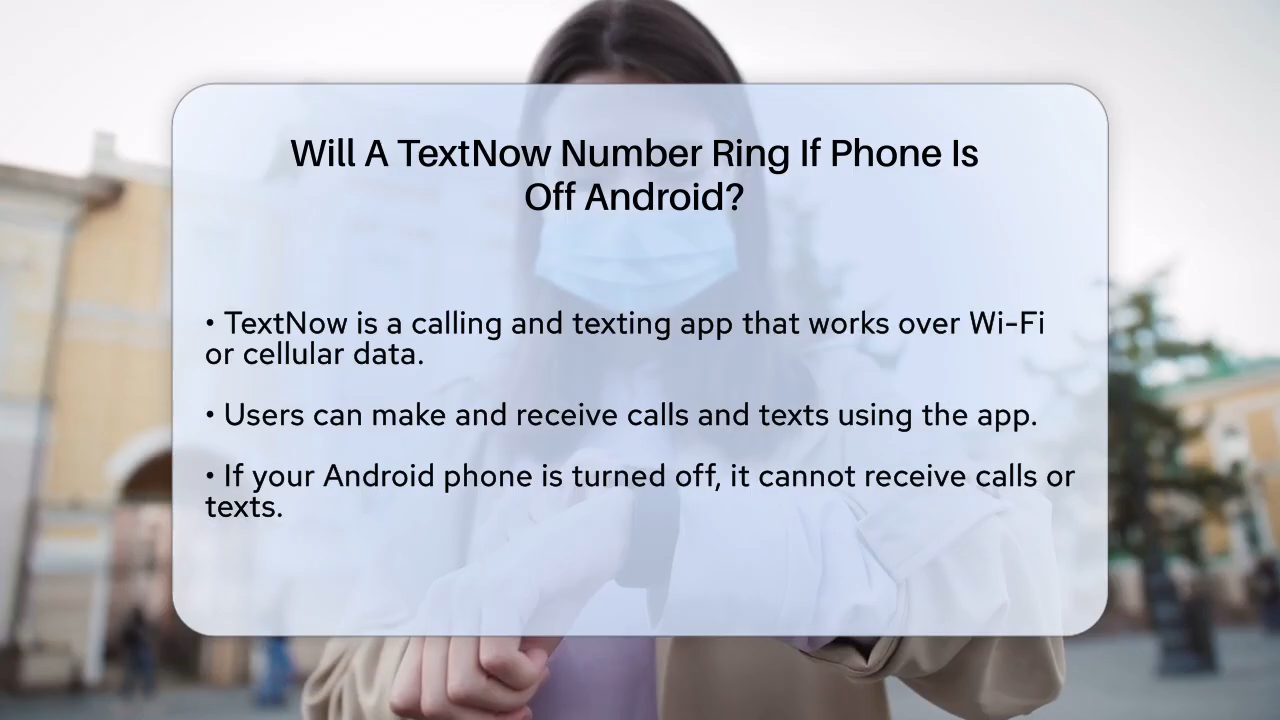 Will A TextNow Number Ring If Phone Is
Off Android?
• TextNow is a calling and texting app that works over Wi-Fi
or cellular data.
• Users can make and receive calls and texts using the app.
• If your Android phone is turned off, it cannot receive calls or
texts.